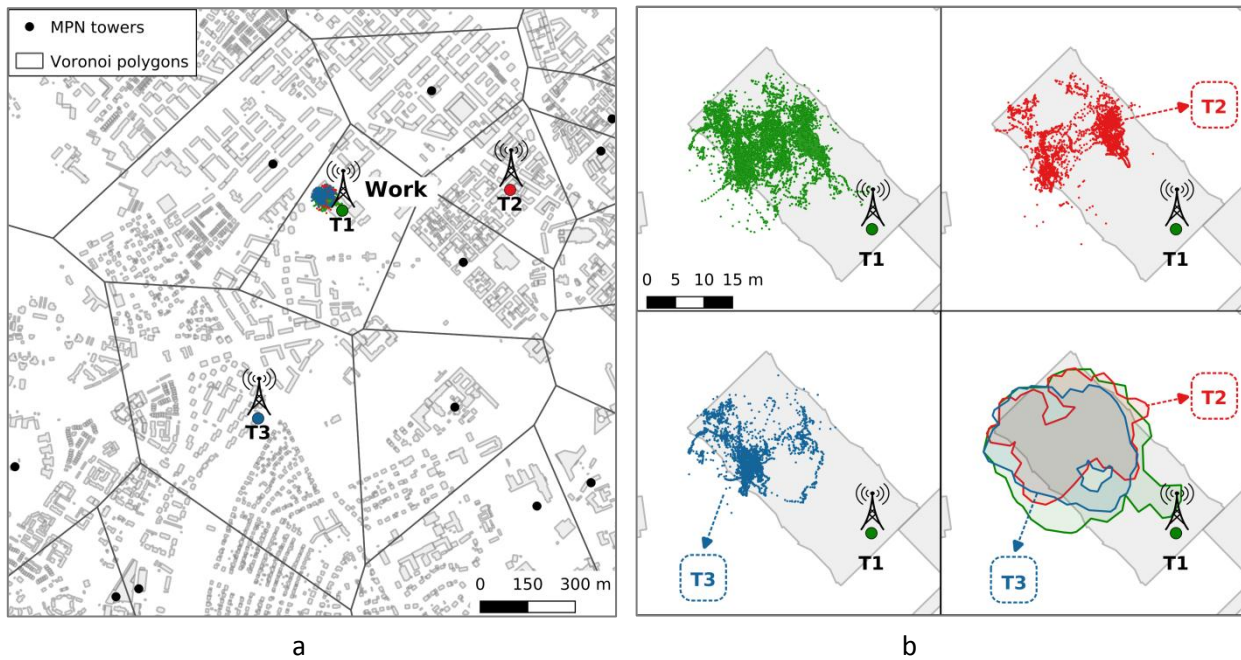 MPN towers
Voronoi polygons
Work
T1
T2
T3
0 150 300 m
a
T2
T1
T1
0 5 10 15 m
T3
T1
T2
T3
T1
b